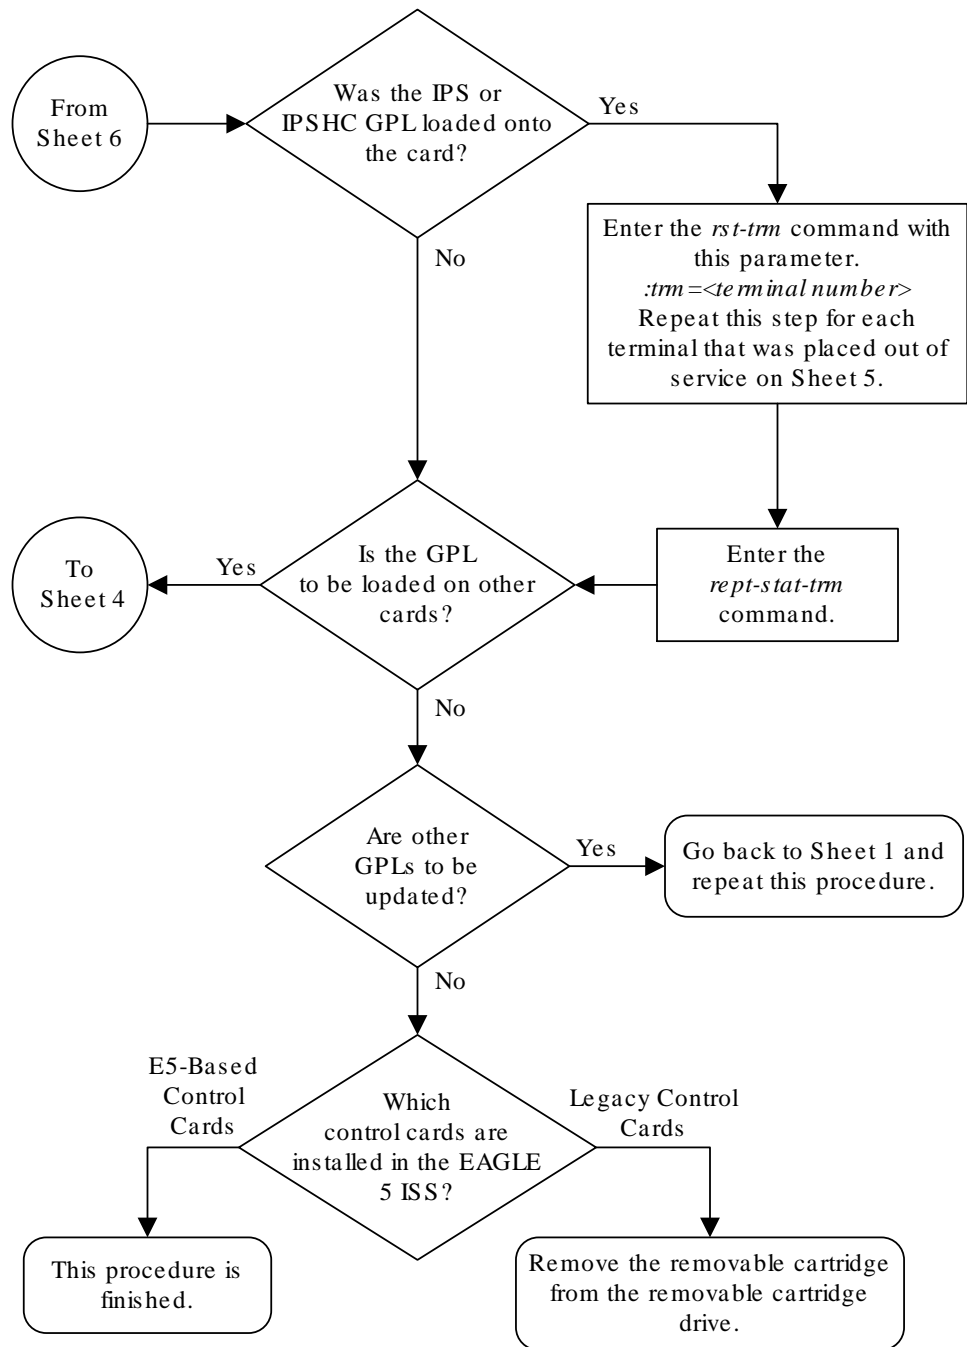 From
Sheet 6
Was the IPS or
IPSHC GPL loaded onto
the card?
Yes
No
Enter the rst-trm command with
this parameter.
:trm=<terminal number>
Repeat this step for each
terminal that was placed out of
service on Sheet 5.
To
Sheet 4
Yes
Is the GPL
to be loaded on other
cards?
Enter the
rept-stat-trm
command.
No
Are other
GPLs to be
updated?
Yes
Go back to Sheet 1 and
repeat this procedure.
No
E5-Based
Control
Cards
Which
control cards are
installed in the EAGLE
5 ISS?
Legacy Control
Cards
This procedure is
finished.
Remove the removable cartridge
from the removable cartridge
drive.